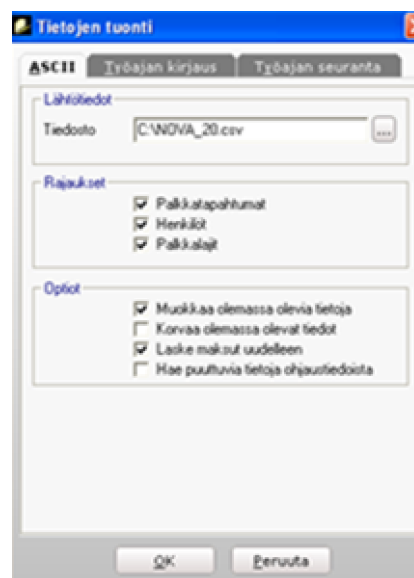 Tietojen tuonti
ASCII Työajan kirjaus Työajan seuranta
Lähtötiedot
Tiedosto C:\NOVA_20.csv ...
Rajaukset
Palkkatapahtumat
Henkilöt
Palkkalajit
Optiot
Muokkaa olemassa olevia tietoja
Korvaa olemassa olevat tiedot
Laske maksut uudelleen
Hae puuttuvia tietoja ohjaustiedoista
OK Peruuta